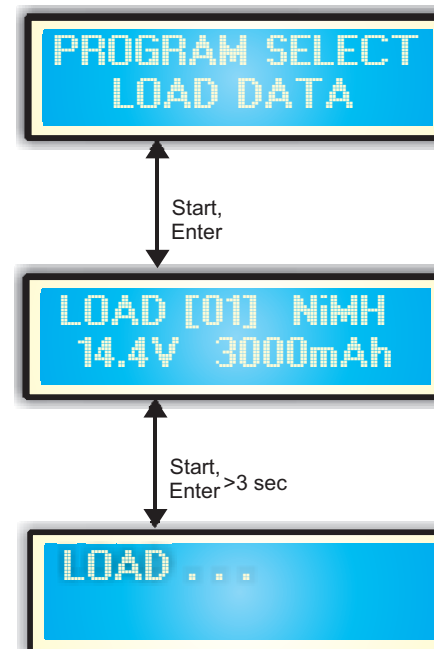 PROGRAM SELECT
LOAD DATA
Start,
Enter
LOAD [01] NiMH
14.4V 3000mAh
Start,
Enter >3 sec
LOAD . . .